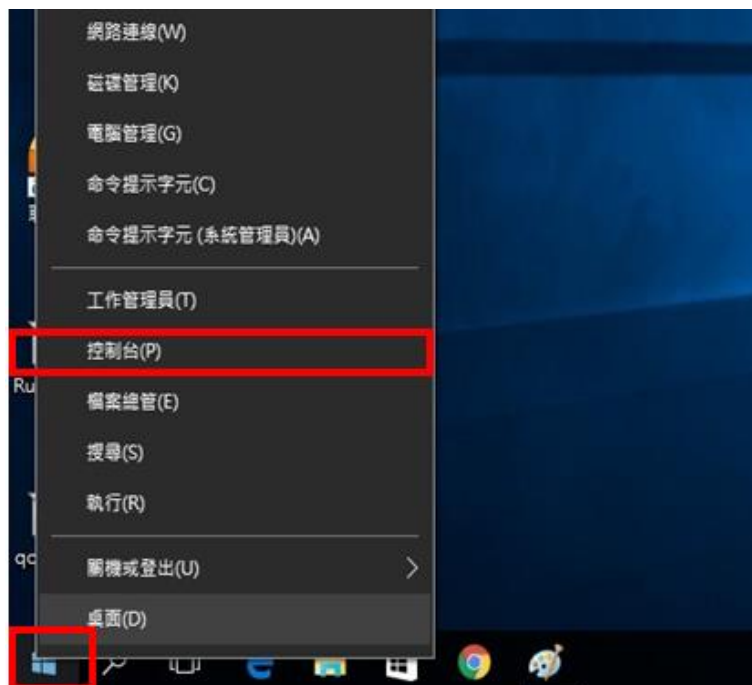 網路連線(W)
磁碟管理(K)
電腦管理(G)
命令提示字元(C)
命令提示字元 (系統管理員)(A)
工作管理員(T)
控制台(P)
檔案總管(E)
搜尋(S)
執行(R)
關機或登出(U)
桌面(D)
Ru